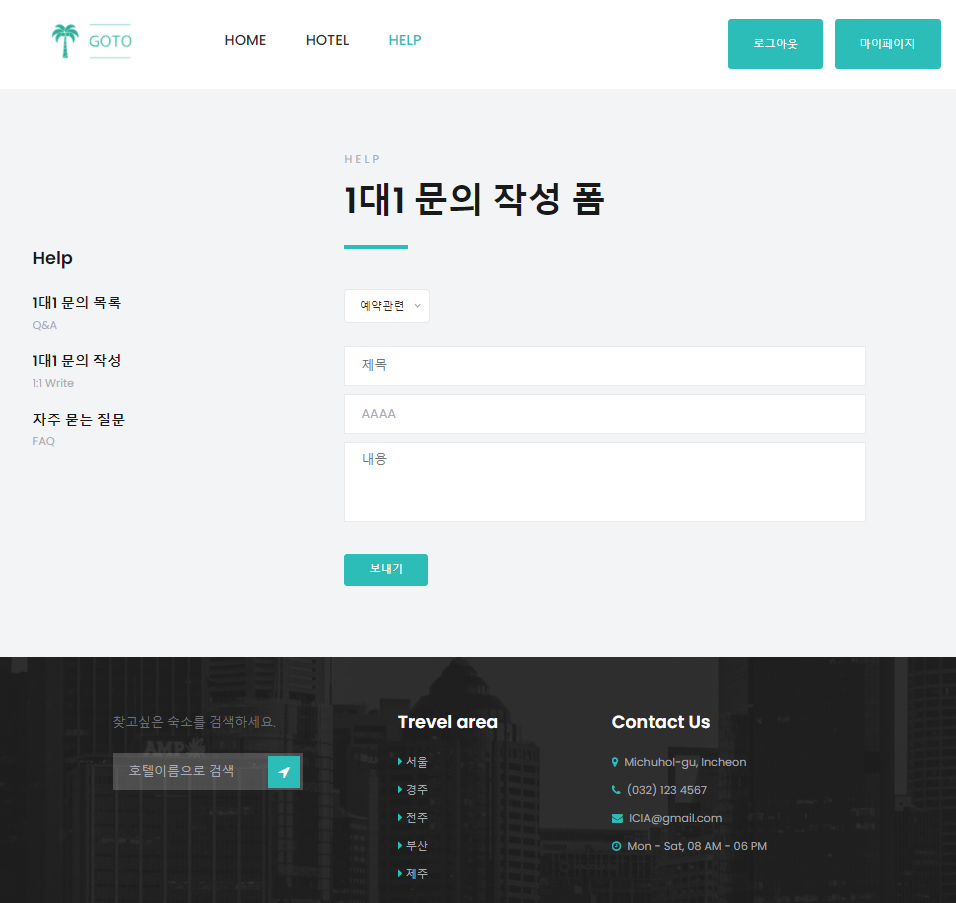 GOTO
HOME HOTEL HELP
로그아웃 마이페이지
HELP
1대1 문의 작성 폼
Help
1대1 문의 목록
Q&A
1대1 문의 작성
1:1 Write
자주 묻는 질문
FAQ
예약관련
제목
AAAA
내용
보내기
찾고싶은 숙소를 검색하세요.
AMP
호텔이름으로 검색
Trevel area
서울
경주
전주
부산
제주
Contact Us
Michuhol-gu, Incheon
(032) 123 4567
ICIA@gmail.com
Mon - Sat, 08 AM - 06 PM